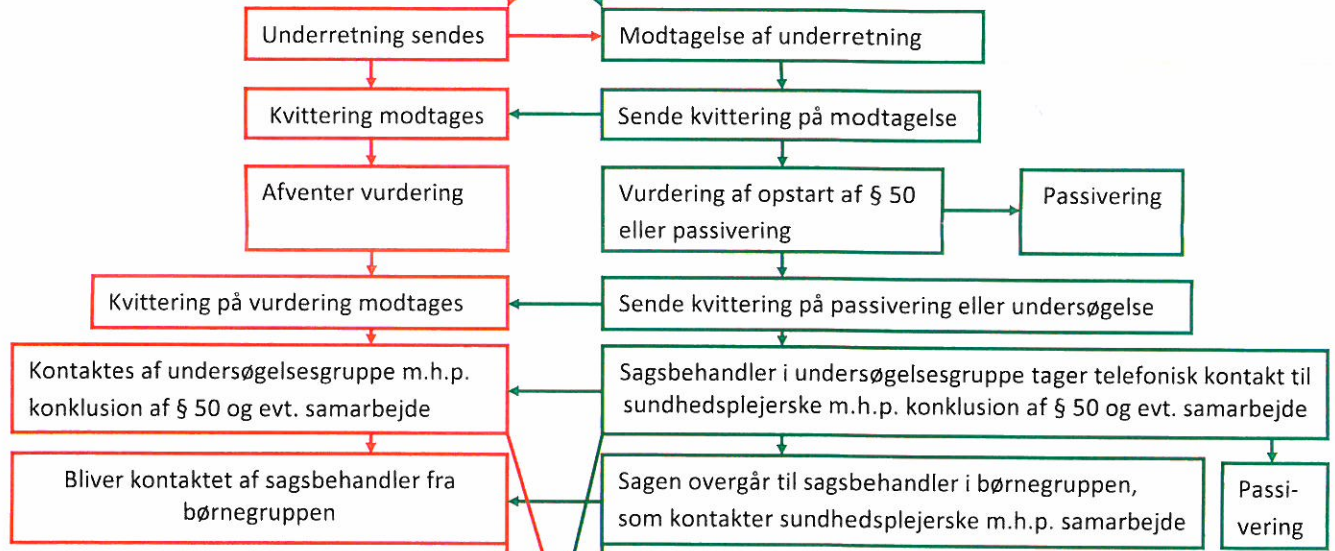 Underretning sendes
Modtagelse af underretning
Kvittering modtages
Sende kvittering på modtagelse
Afventer vurdering
Vurdering af opstart af § 50
eller passivering
Passivering
Kvittering på vurdering modtages
Sende kvittering på passivering eller undersøgelse
Kontaktes af undersøgelsesgruppe m.h.p.
konklusion af § 50 og evt. samarbejde
Sagsbehandler i undersøgelsesgruppe tager telefonisk kontakt til
sundhedsplejerske m.h.p. konklusion af § 50 og evt. samarbejde
Bliver kontaktet af sagsbehandler fra
børnegruppen
Sagen overgår til sagsbehandler i børnegruppen,
som kontakter sundhedsplejerske m.h.p. samarbejde
Passi-
vering